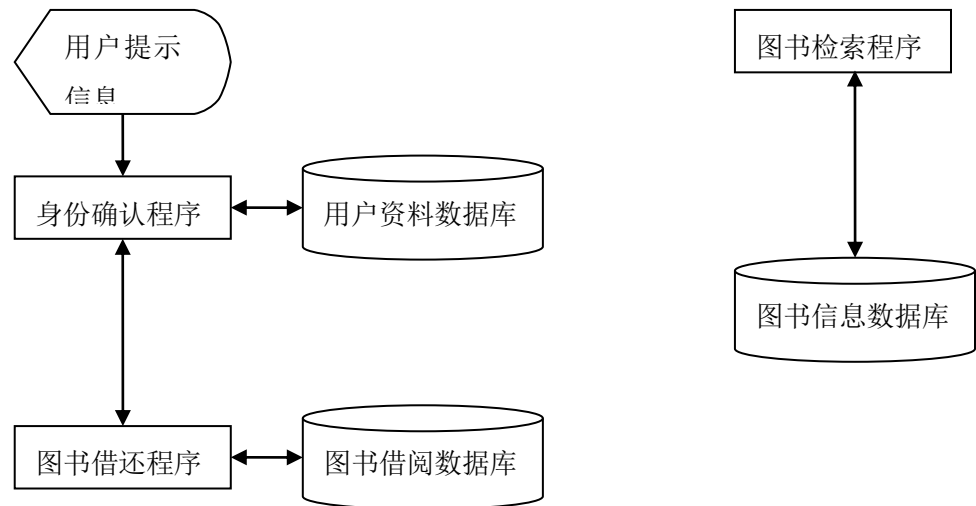 用户提示
信息
图书检索程序
身份确认程序
用户资料数据库
图书信息数据库
图书借还程序
图书借阅数据库